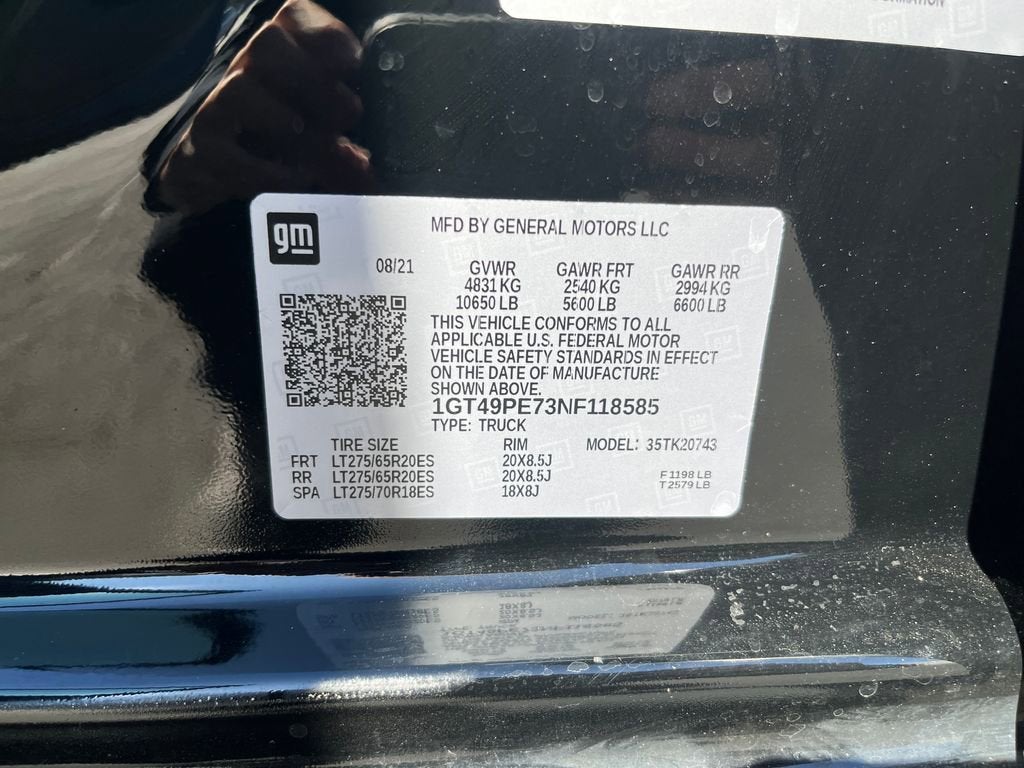 gm
MFD BY GENERAL MOTORS LLC
08/21
GVWR GAWR FRT GAWR RR
4831 KG 2540 KG 2994 KG
10650 LB 5600 LB 6600 LB
THIS VEHICLE CONFORMS TO ALL
APPLICABLE U.S. FEDERAL MOTOR
VEHICLE SAFETY STANDARDS IN EFFECT
ON THE DATE OF MANUFACTURE
SHOWN ABOVE.
1GT49PE73NF118585
TYPE: TRUCK
TIRE SIZE RIM MODEL: 35TK20743
FRT LT275/65R20ES 20X8.5J
RR LT275/65R20ES 20X8.5J F 1198 LB
SPA LT275/70R18ES 18X8J T 2579 LB